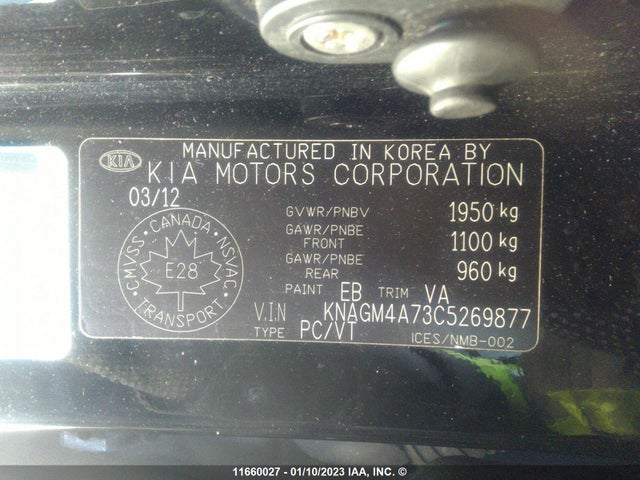 KIA
MANUFACTURED IN KOREA BY
KIA MOTORS CORPORATION
03/12
GVWR/PNBV 1950 kg
GAWR/PNBE FRONT 1100 kg
GAWR/PNBE REAR 960 kg
CANADA
CMVSS NSVAC
E28
TRANSPORT
PAINT EB TRIM VA
V.I.N KNAGM4A73C5269877
TYPE PC/VT ICES/NMB-002
11660027 - 01/10/2023 IAA, INC. ©